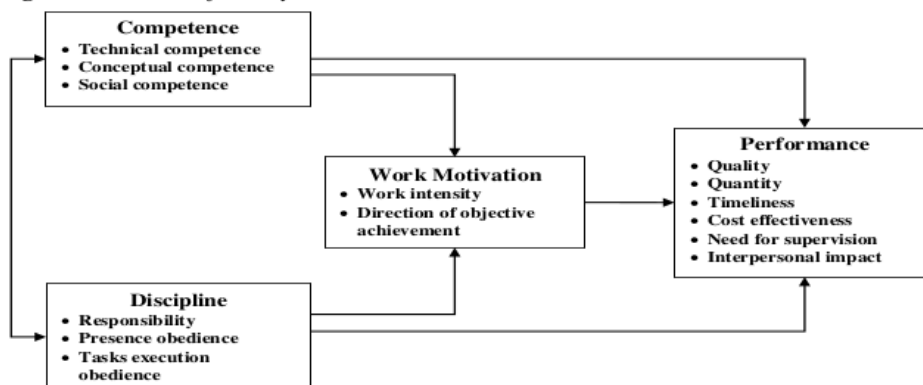 Competence
• Technical competence
• Conceptual competence
• Social competence
Work Motivation
• Work intensity
• Direction of objective
achievement
Performance
• Quality
• Quantity
• Timeliness
• Cost effectiveness
• Need for supervision
• Interpersonal impact
Discipline
• Responsibility
• Presence obedience
• Tasks execution
obedience